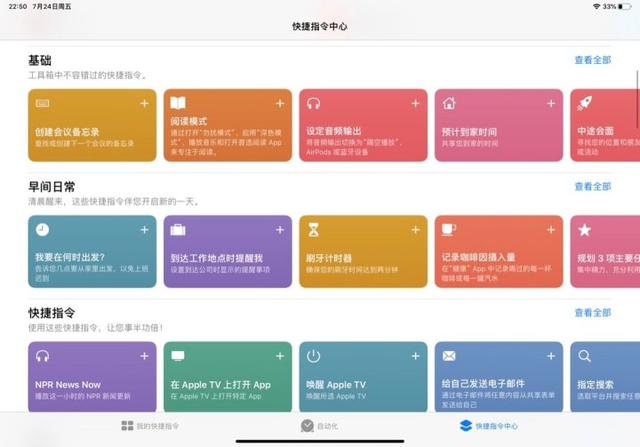 22:50 7月24日周五
33%
快捷指令中心
基础
查看全部
工具箱中不容错过的快捷指令。
创建会议备忘录
查找或创建下一个会议的备忘录
阅读模式
通过打开“勿扰模式”、启用“深色模
式”、播放音乐和打开首选阅读 App
来专注于阅读。
设定音频输出
将音频输出切换为“隔空播放”、
AirPods 或蓝牙设备
预计到家时间
共享您到家的时间
中途会面
寻找您的位置和朋友
或活动
早间日常
查看全部
清晨醒来，这些快捷指令伴您开启新的一天。
我要在何时出发？
告诉您几点要从家里出发，以免上班
迟到
到达工作地点时提醒我
设置到达公司时显示的提醒事项
刷牙计时器
确保您的刷牙时间达到两分钟
记录咖啡因摄入量
在“健康” App 中记录喝过的每一杯
咖啡或每一罐汽水
规划 3 项主要任
集中精力，充分利用
快捷指令
查看全部
使用这些快捷指令，让您事半功倍！
NPR News Now
播放这一小时的 NPR 新闻更新
在 Apple TV 上打开 App
在 Apple TV 上打开特定 App
唤醒 Apple TV
唤醒所选 Apple TV
给自己发送电子邮件
通过电子邮件将任意内容从共享表单
发送给自己
指定搜索
选取平台并搜索任意
我的快捷指令
自动化
快捷指令中心